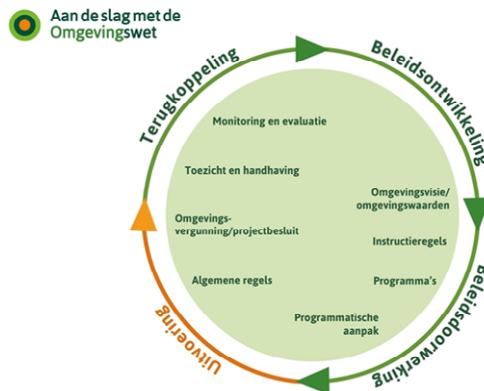 Aan de slag met de
Omgevingswet
Terugkoppeling
Beleidsontwikkeling
Monitoring en evaluatie
Toezicht en handhaving
Omgevingsvisie/
omgevingswaarden
Omgevings-
vergunning/projectbesluit
Instructieregels
Algemene regels
Programma's
Programmatische
aanpak
Uitvoering
Beleidsdoorwerking